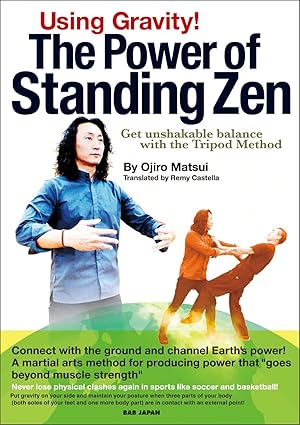 Using Gravity!
The Power of
Standing Zen
Get unshakable balance
with the Tripod Method
By Ojiro Matsui
Translated by Remy Castella
Connect with the ground and channel Earth's power!
A martial arts method for producing power that "goes
beyond muscle strength"
Never lose physical clashes again in sports like soccer and basketball!
Put gravity on your side and maintain your posture when three parts of your body
(both soles of your feet and one more body part) are in contact with an external point!
BAB JAPAN